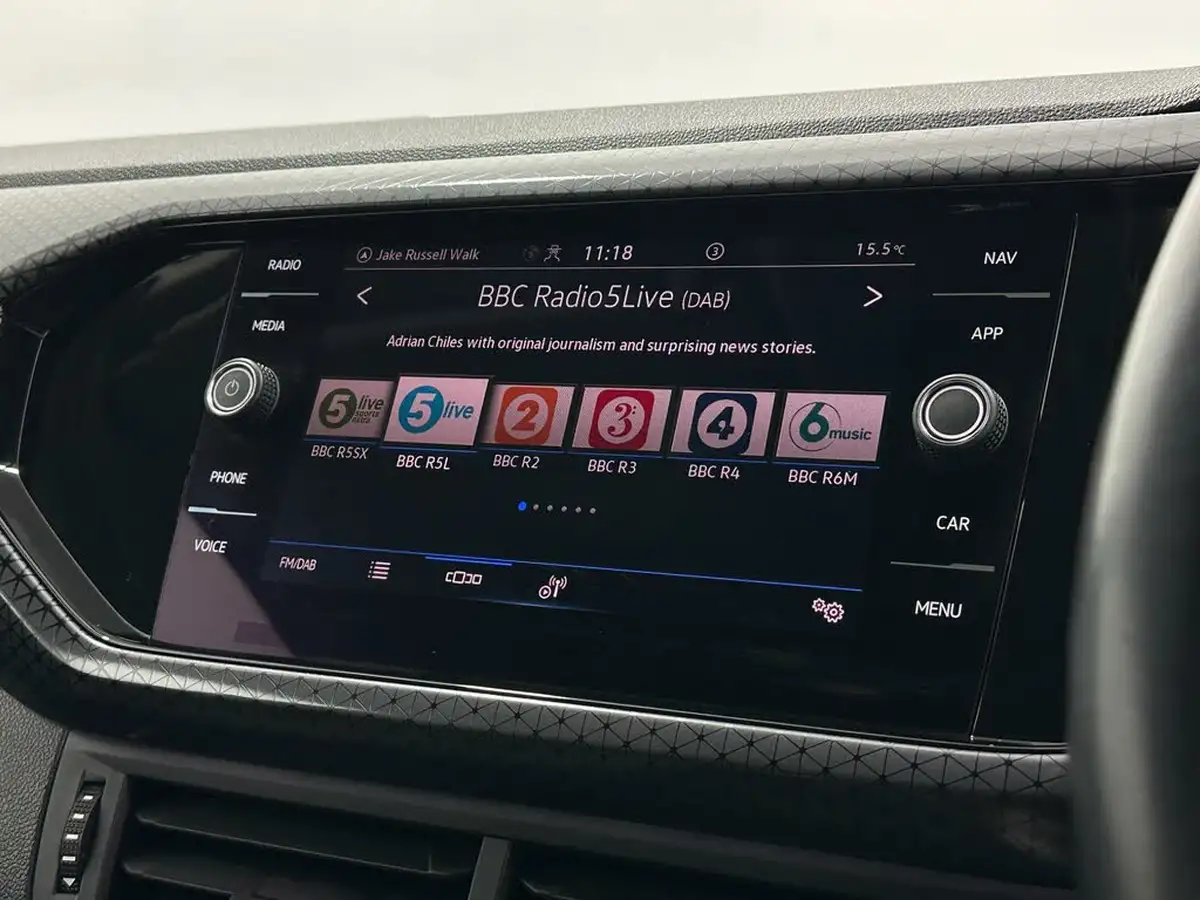 RADIO
MEDIA
PHONE
VOICE
Jake Russell Walk 11:18 3 15.5°C
< BBC Radio5Live (DAB) >
Adrian Chiles with original journalism and surprising news stories.
5 live sports extra
5 live
2
3
4
6 music
BBC R5SX
BBC R5L
BBC R2
BBC R3
BBC R4
BBC R6M
FM/DAB
NAV
APP
CAR
MENU